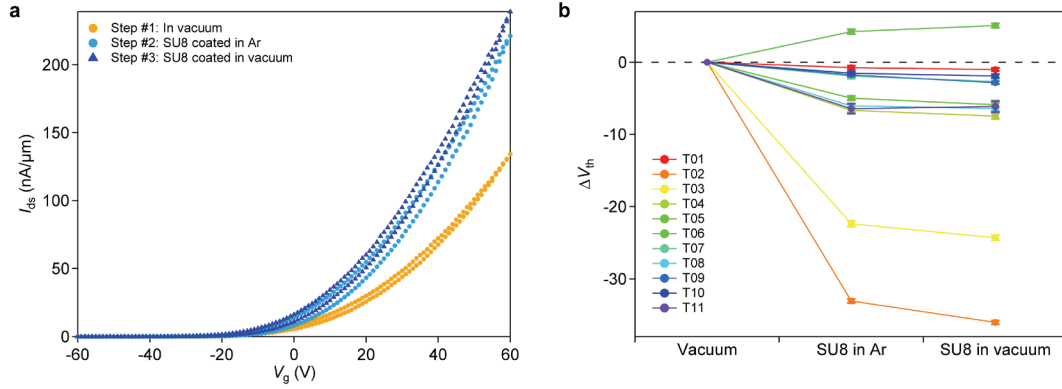 a
Step #1: In vacuum
Step #2: SU8 coated in Ar
Step #3: SU8 coated in vacuum
200
150
100
50
0
Ids (nA/μm)
-60 -40 -20 0 20 40 60
Vg (V)
b
0
-10
-20
-30
ΔVth
T01
T02
T03
T04
T05
T06
T07
T08
T09
T10
T11
Vacuum SU8 in Ar SU8 in vacuum